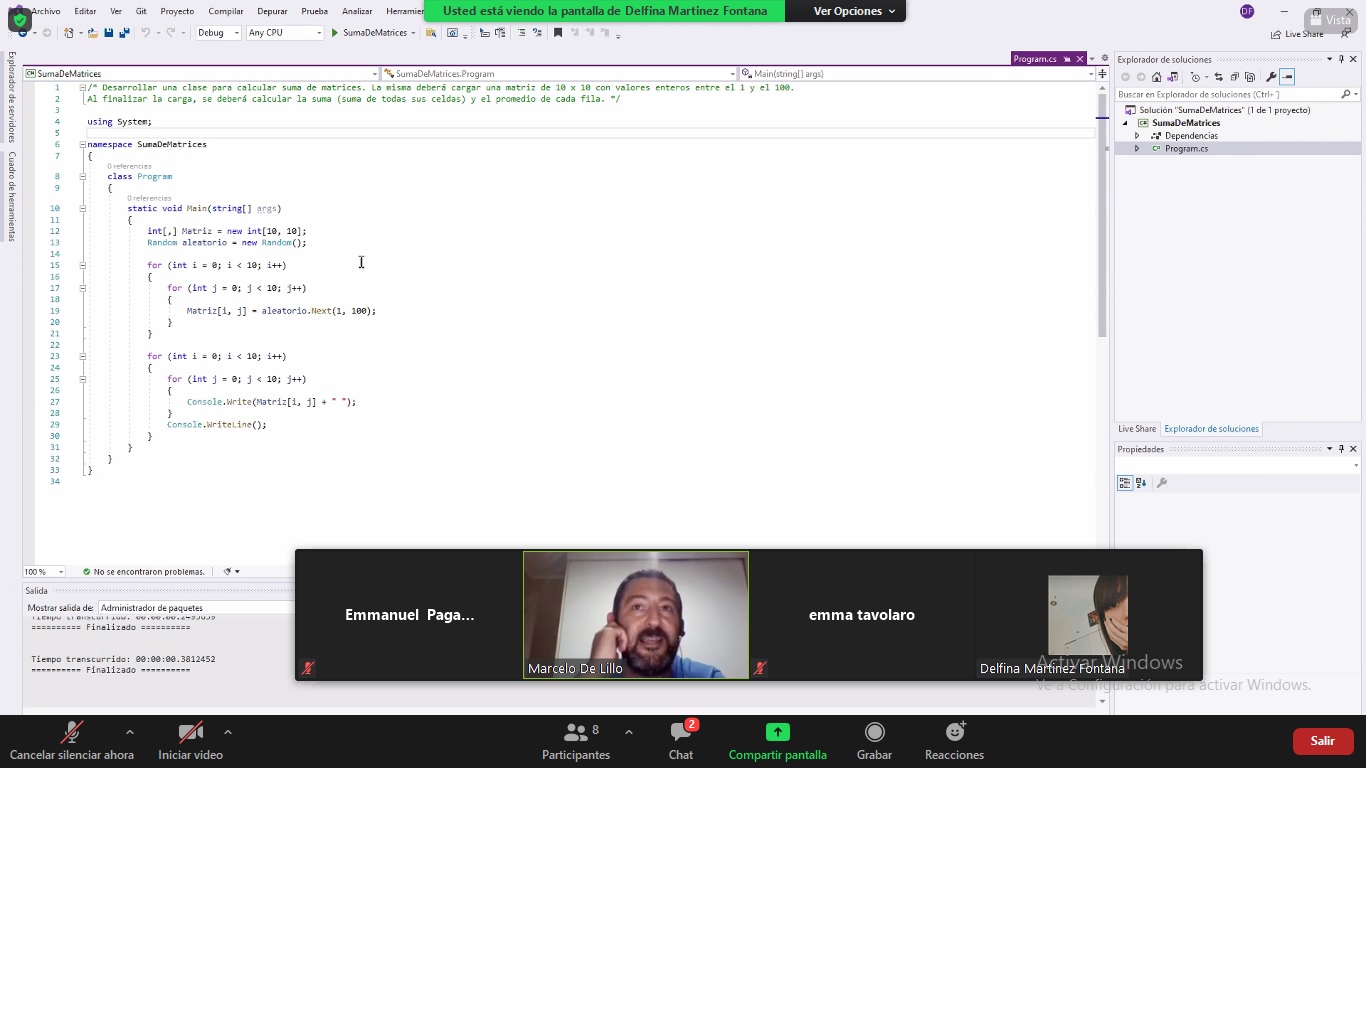 Archivo Editar Ver Git Proyecto Compilar Depurar Prueba Analizar
Usted está viendo la pantalla de Delfina Martinez Fontana
Ver Opciones
DF
Vista
Debug
Any CPU
SumaDeMatrices
Live Share
Explorador de servidores
Cuadro de herramientas
Program.cs
SumaDeMatrices
SumaDeMatrices.Program
Main(string[] args)
1 /* Desarrollar una clase para calcular suma de matrices. La misma deberá cargar una matriz de 10 x 10 con valores enteros entre el 1 y el 100.
2 Al finalizar la carga, se deberá calcular la suma (suma de todas sus celdas) y el promedio de cada fila. */
3
4 using System;
5
6 namespace SumaDeMatrices
7 {
0 referencias
8 class Program
9 {
0 referencias
10 static void Main(string[] args)
11 {
12 int[,] Matriz = new int[10, 10];
13 Random aleatorio = new Random();
14
15 for (int i = 0; i < 10; i++)
16 {
17 for (int j = 0; j < 10; j++)
18 {
19 Matriz[i, j] = aleatorio.Next(1, 100);
20 }
21 }
22
23 for (int i = 0; i < 10; i++)
24 {
25 for (int j = 0; j < 10; j++)
26 {
27 Console.Write(Matriz[i, j] + " ");
28 }
29 Console.WriteLine();
30 }
31 }
32 }
33 }
34
100 %
No se encontraron problemas.
Salida
Mostrar salida de: Administrador de paquetes
========== Finalizado ==========
Tiempo transcurrido: 00:00:00.3812452
========== Finalizado ==========
Explorador de soluciones
Buscar en Explorador de soluciones (Ctrl+¨)
Solución "SumaDeMatrices" (1 de 1 proyecto)
SumaDeMatrices
Dependencias
Program.cs
Live Share Explorador de soluciones
Propiedades
Emmanuel Paga...
Marcelo De Lillo
emma tavolaro
Delfina Martinez Fontana
Activar Windows
Ve a Configuración para activar Windows.
Cancelar silenciar ahora
Iniciar video
8
Participantes
2
Chat
Compartir pantalla
Grabar
Reacciones
Salir